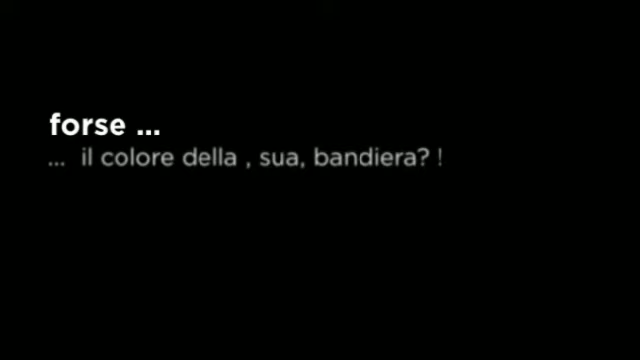 forse ...
... il colore della , sua, bandiera? !